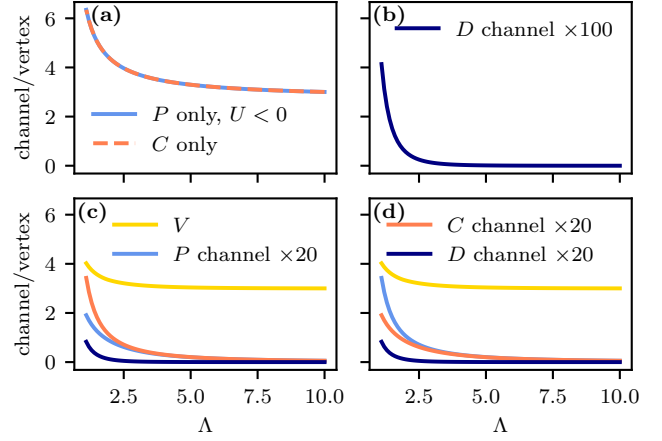 (a)
P only, U < 0
C only
channel/vertex
6
4
2
0
(b)
D channel ×100
(c)
V
P channel ×20
channel/vertex
6
4
2
0
2.5
5.0
7.5
10.0
Λ
(d)
C channel ×20
D channel ×20
2.5
5.0
7.5
10.0
Λ